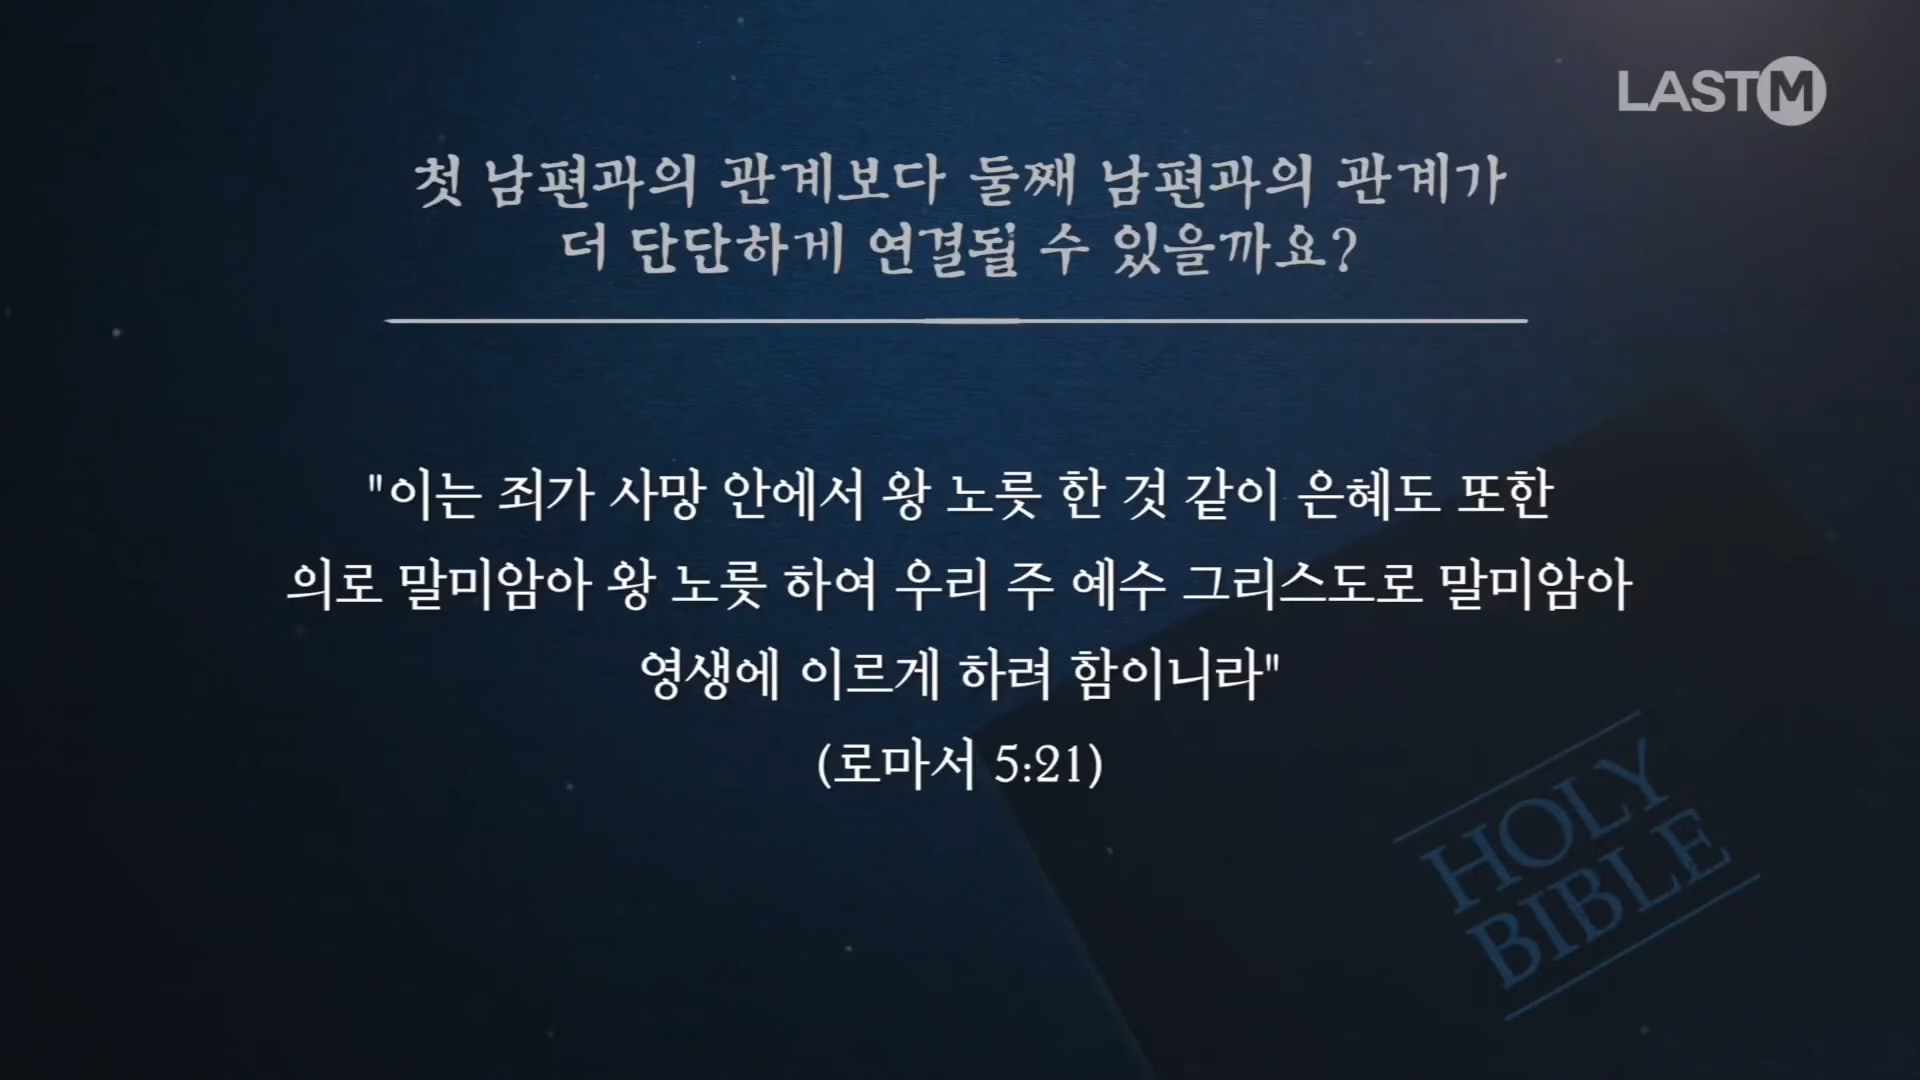 LAST M
첫 남편과의 관계보다 둘째 남편과의 관계가
더 단단하게 연결될 수 있을까요?
"이는 죄가 사망 안에서 왕 노릇 한 것 같이 은혜도 또한
의로 말미암아 왕 노릇 하여 우리 주 예수 그리스도로 말미암아
영생에 이르게 하려 함이니라"
(로마서 5:21)
HOLY
BIBLE